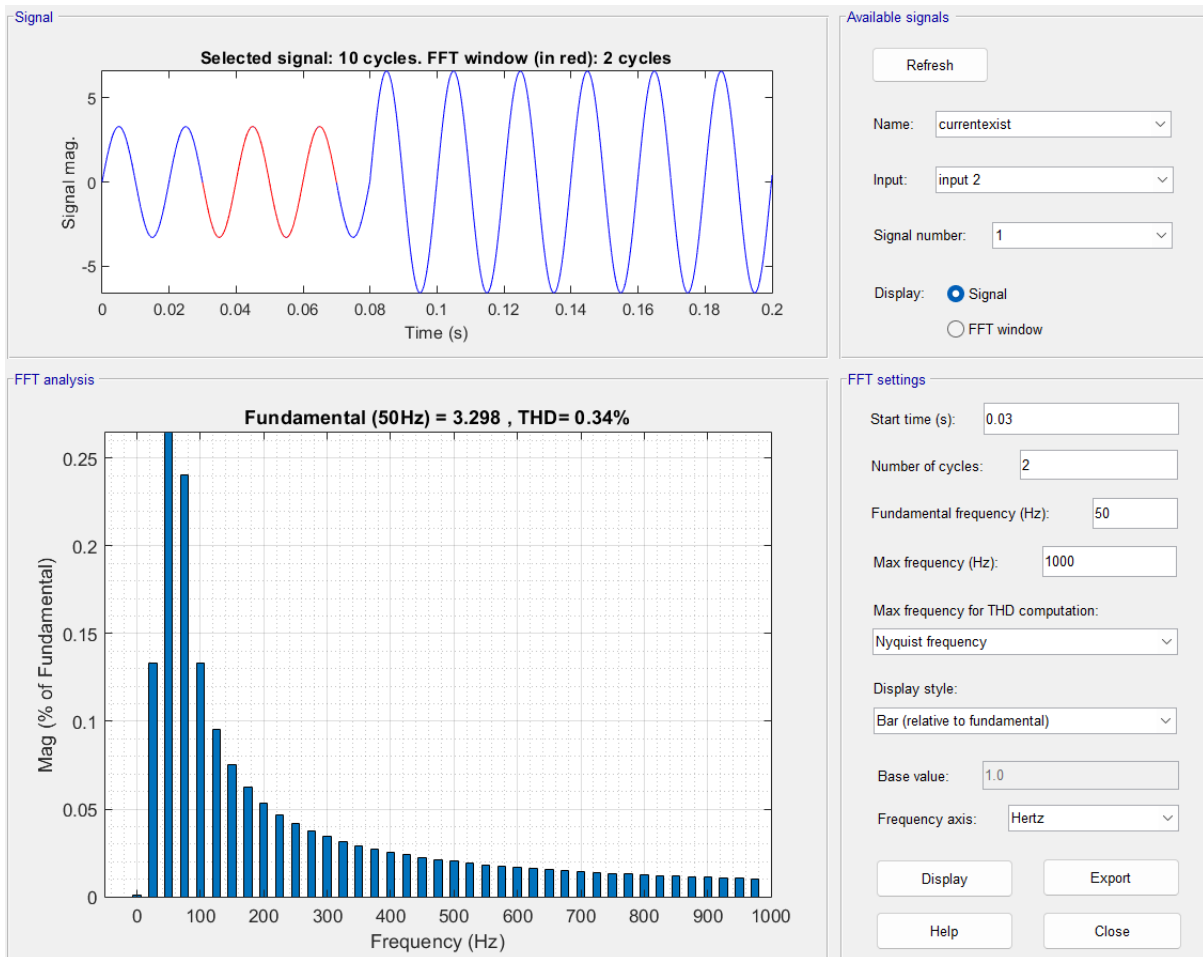 Signal
Selected signal: 10 cycles. FFT window (in red): 2 cycles
5
0
-5
Signal mag.
0 0.02 0.04 0.06 0.08 0.1 0.12 0.14 0.16 0.18 0.2
Time (s)
Available signals
Refresh
Name: currentexist
Input: input 2
Signal number: 1
Display: Signal
FFT window
FFT analysis
Fundamental (50Hz) = 3.298 , THD= 0.34%
0.25
0.2
0.15
0.1
0.05
0
Mag (% of Fundamental)
0 100 200 300 400 500 600 700 800 900 1000
Frequency (Hz)
FFT settings
Start time (s): 0.03
Number of cycles: 2
Fundamental frequency (Hz): 50
Max frequency (Hz): 1000
Max frequency for THD computation:
Nyquist frequency
Display style:
Bar (relative to fundamental)
Base value: 1.0
Frequency axis: Hertz
Display Export
Help Close